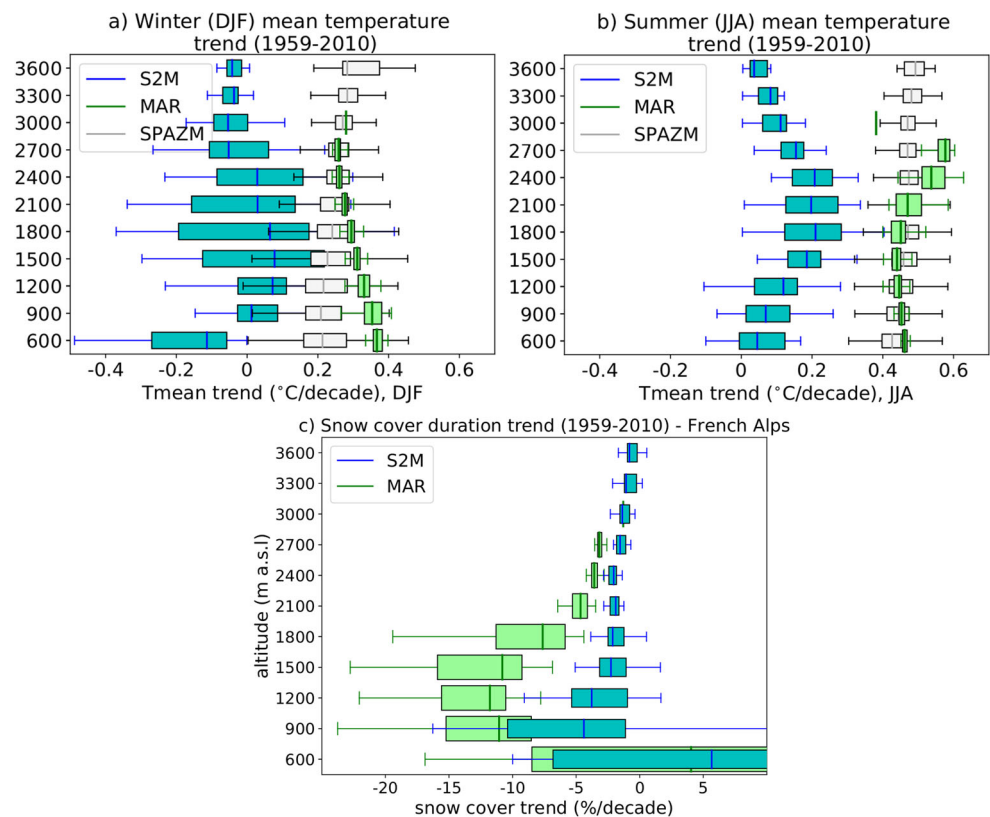 a) Winter (DJF) mean temperature
trend (1959-2010)
3600
3300
3000
2700
2400
2100
1800
1500
1200
900
600
S2M
MAR
SPAZM
-0.4 -0.2 0 0.2 0.4 0.6
Tmean trend (°C/decade), DJF
b) Summer (JJA) mean temperature
trend (1959-2010)
3600
3300
3000
2700
2400
2100
1800
1500
1200
900
600
S2M
MAR
SPAZM
-0.4 -0.2 0 0.2 0.4 0.6
Tmean trend (°C/decade), JJA
c) Snow cover duration trend (1959-2010) - French Alps
altitude (m a.s.l)
3600
3300
3000
2700
2400
2100
1800
1500
1200
900
600
S2M
MAR
-20 -15 -10 -5 0 5
snow cover trend (%/decade)